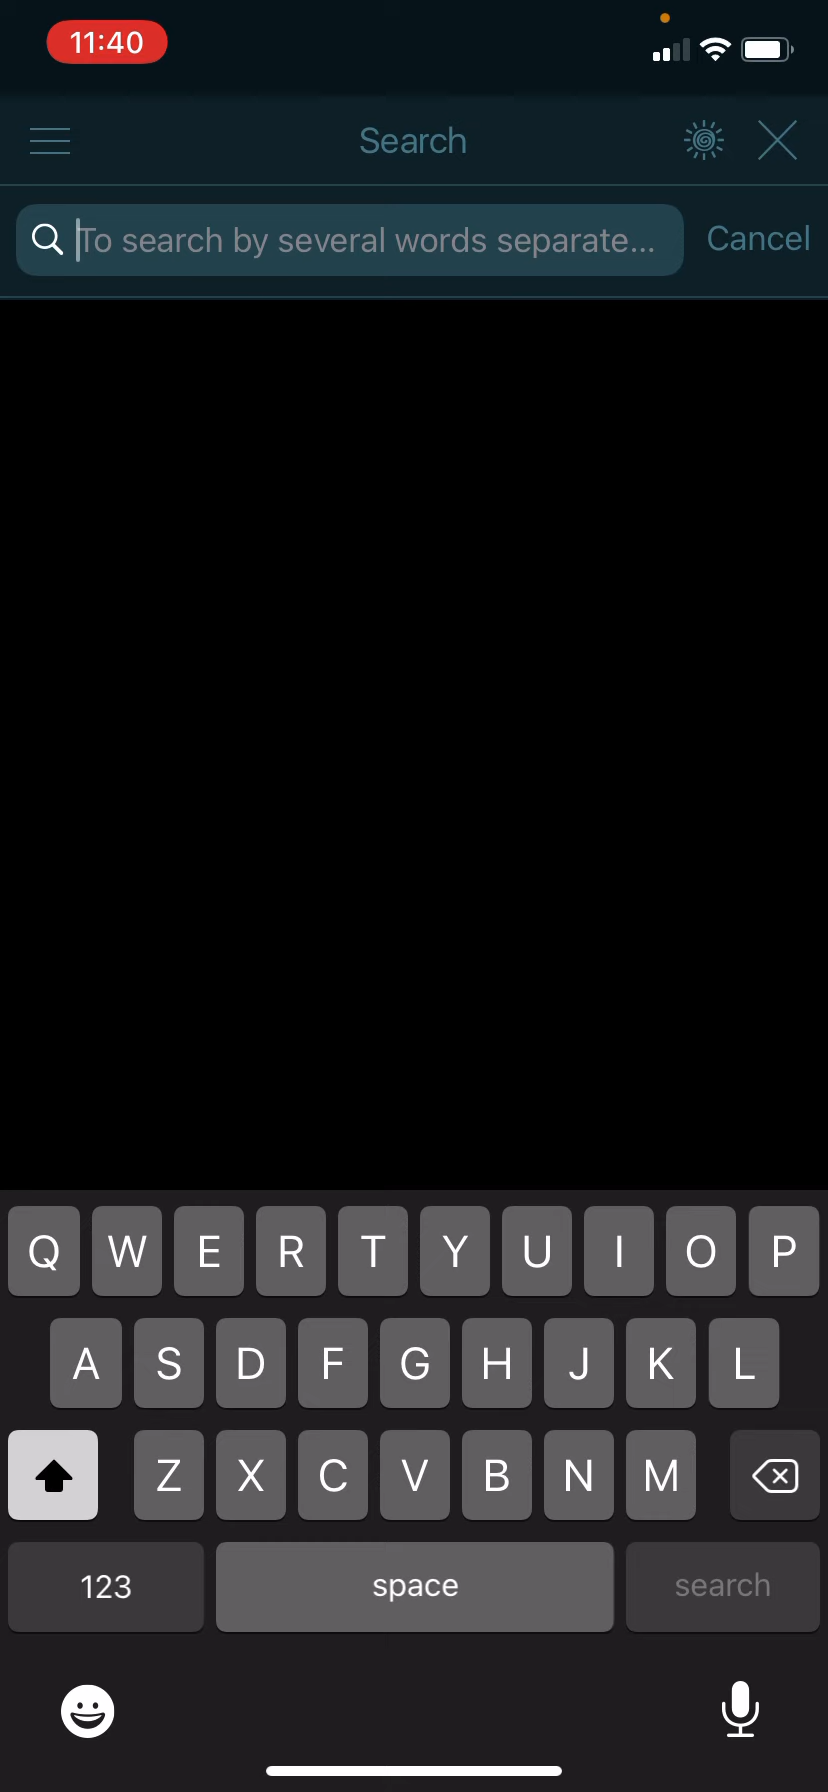 11:40
Search
To search by several words separate...
Cancel
Q W E R T Y U I O P
A S D F G H J K L
Z X C V B N M
123 space search